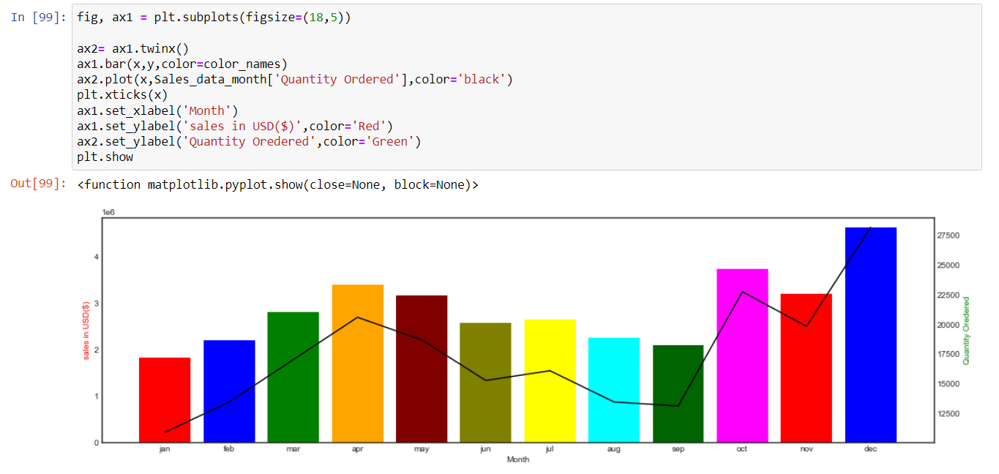 In [99]: fig, ax1 = plt.subplots(figsize=(18,5))
ax2= ax1.twinx()
ax1.bar(x,y,color=color_names)
ax2.plot(x,Sales_data_month['Quantity Ordered'],color='black')
plt.xticks(x)
ax1.set_xlabel('Month')
ax1.set_ylabel('sales in USD($)',color='Red')
ax2.set_ylabel('Quantity Oredered',color='Green')
plt.show
Out[99]: <function matplotlib.pyplot.show(close=None, block=None)>
1e6
4
3
2
1
0
sales in USD($)
27500
25000
22500
20000
17500
15000
12500
Quantity Oredered
jan feb mar apr may jun jul aug sep oct nov dec
Month